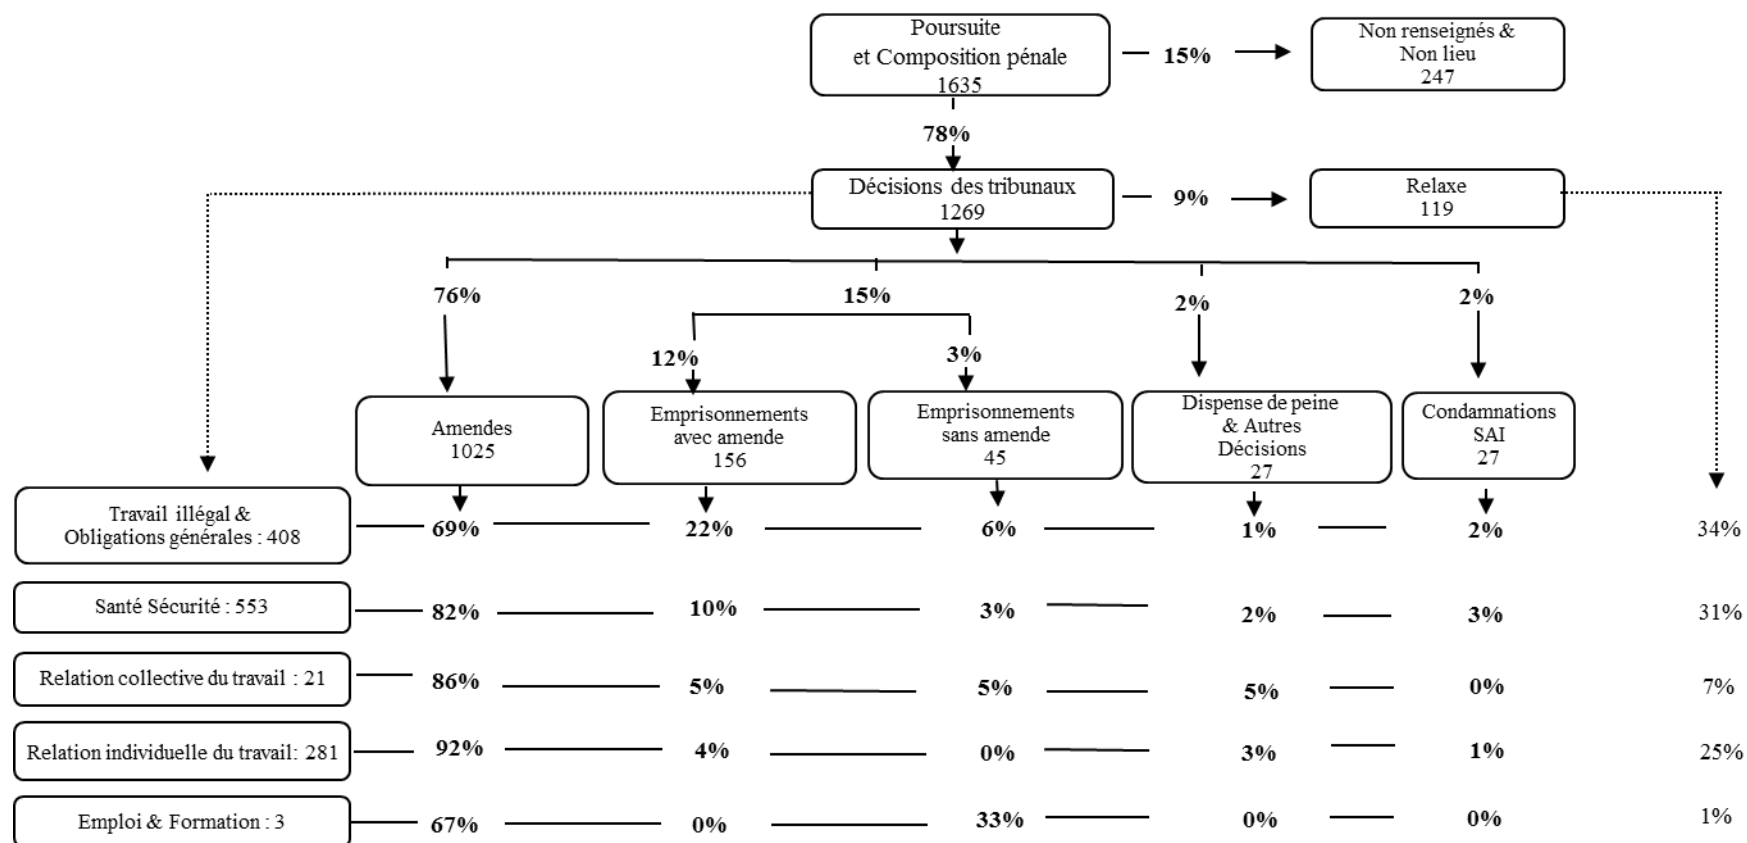 Poursuite
et Composition pénale
1635
15%
Non renseignés &
Non lieu
247
78%
Décisions des tribunaux
1269
9%
Relaxe
119
76%
15%
2%
2%
12%
3%
Amendes
1025
Emprisonnements
avec amende
156
Emprisonnements
sans amende
45
Dispense de peine
& Autres
Décisions
27
Condamnations
SAI
27
Travail illégal &
Obligations générales : 408
69%
22%
6%
1%
2%
34%
Santé Sécurité : 553
82%
10%
3%
2%
3%
31%
Relation collective du travail : 21
86%
5%
5%
5%
0%
7%
Relation individuelle du travail: 281
92%
4%
0%
3%
1%
25%
Emploi & Formation : 3
67%
0%
33%
0%
0%
1%